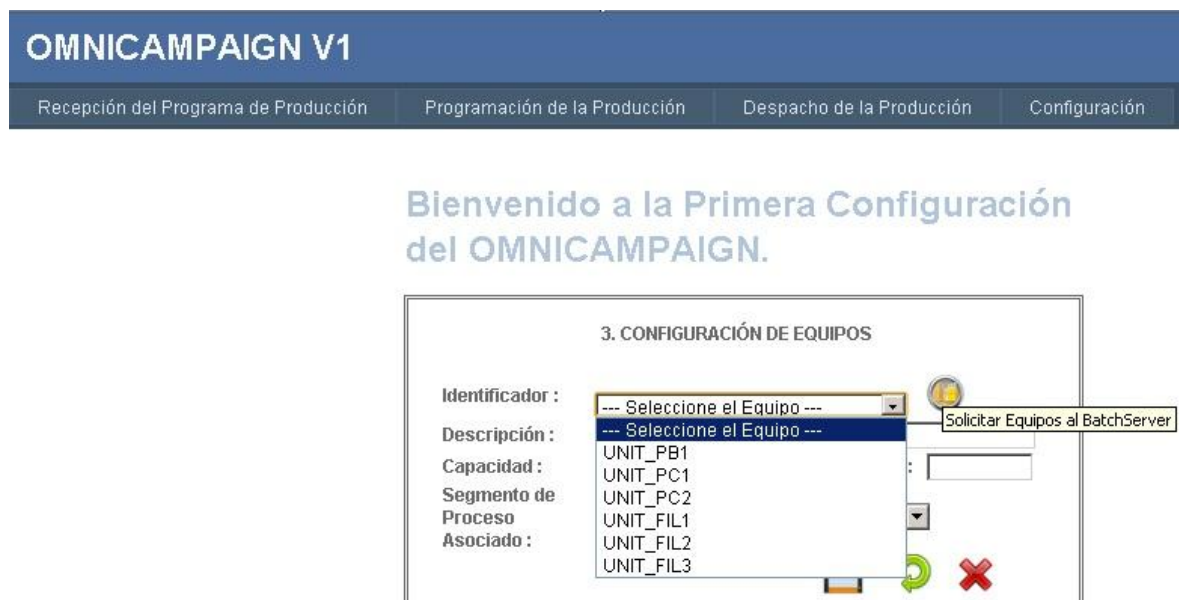 OMNICAMPAIGN V1
Recepción del Programa de Producción Programación de la Producción Despacho de la Producción Configuración
Bienvenido a la Primera Configuración
del OMNICAMPAIGN.
3. CONFIGURACIÓN DE EQUIPOS
Identificador :
--- Seleccione el Equipo ---
Solicitar Equipos al BatchServer
Descripción :
--- Seleccione el Equipo ---
UNIT_PB1
Capacidad :
UNIT_PC1
:
Segmento de
Proceso
Asociado :
UNIT_PC2
UNIT_FIL1
UNIT_FIL2
UNIT_FIL3